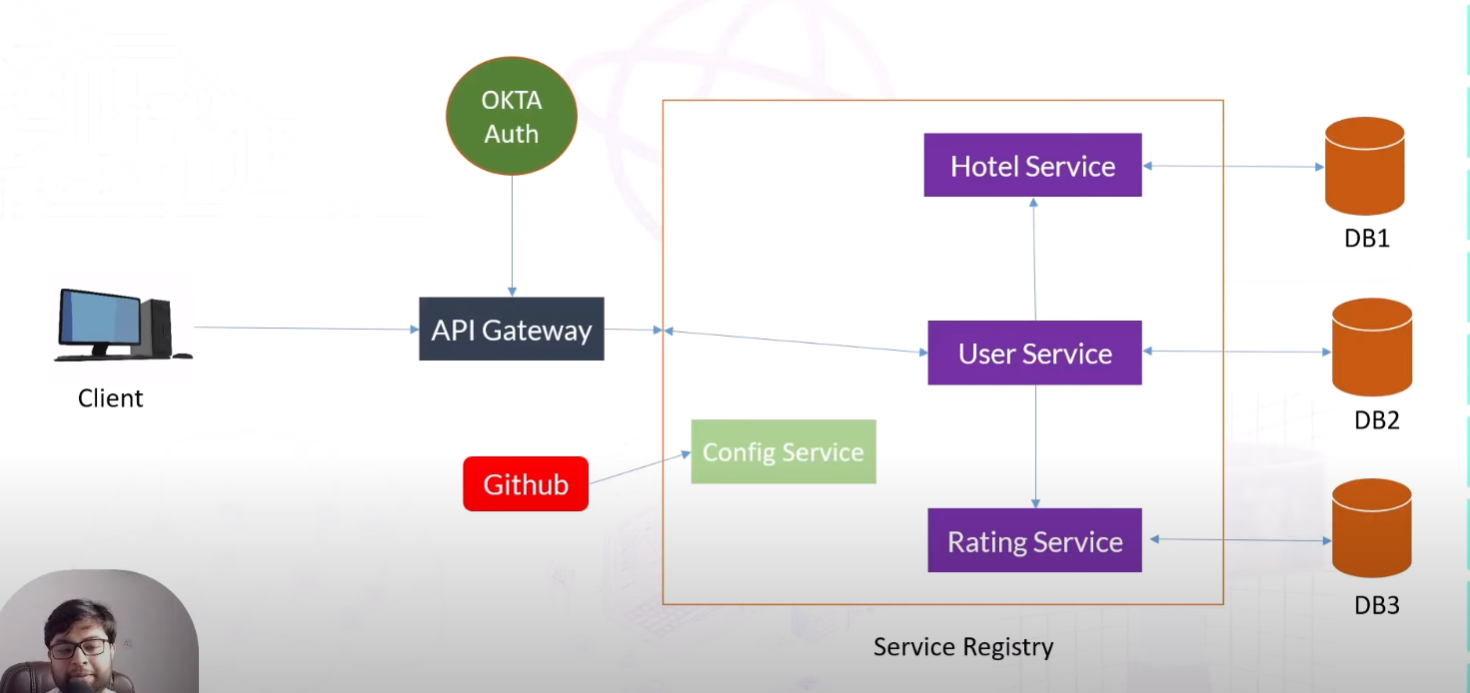 OKTA
Auth
Hotel Service
DB1
API Gateway
User Service
Client
DB2
Config Service
Github
Rating Service
DB3
Service Registry